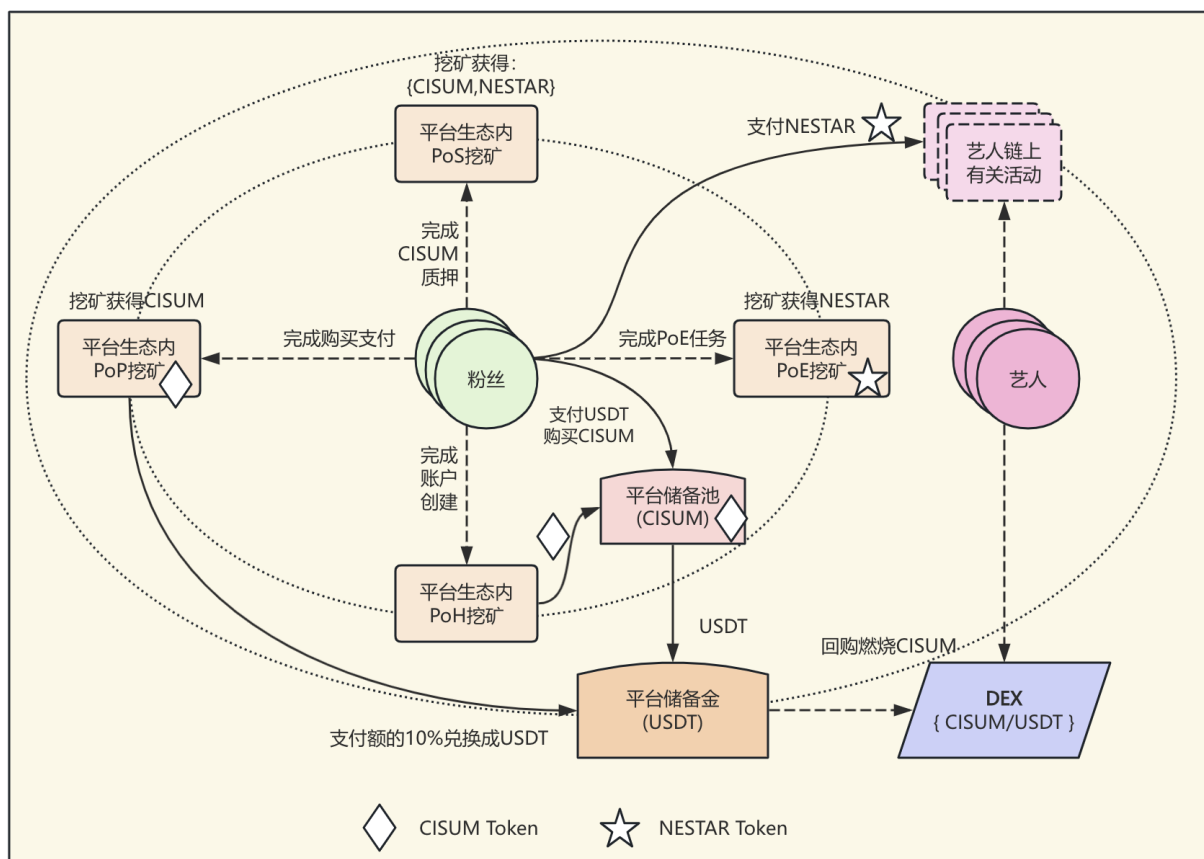 挖矿获得:
{CISUM,NESTAR}
平台生态内
PoS挖矿
支付NESTAR
艺人链上
有关活动
完成
CISUM
质押
挖矿获得CISUM
挖矿获得NESTAR
平台生态内
PoP挖矿
完成购买支付
粉丝
完成PoE任务
平台生态内
PoE挖矿
艺人
支付USDT
购买CISUM
完成
账户
创建
平台储备池
(CISUM)
平台生态内
PoH挖矿
USDT
回购燃烧CISUM
平台储备金
(USDT)
DEX
{ CISUM/USDT }
支付额的10%兑换成USDT
CISUM Token
NESTAR Token